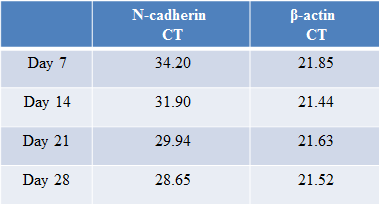 N-cadherin β-actin
CT CT
Day 7 34.20 21.85
Day 14 31.90 21.44
Day 21 29.94 21.63
Day 28 28.65 21.52